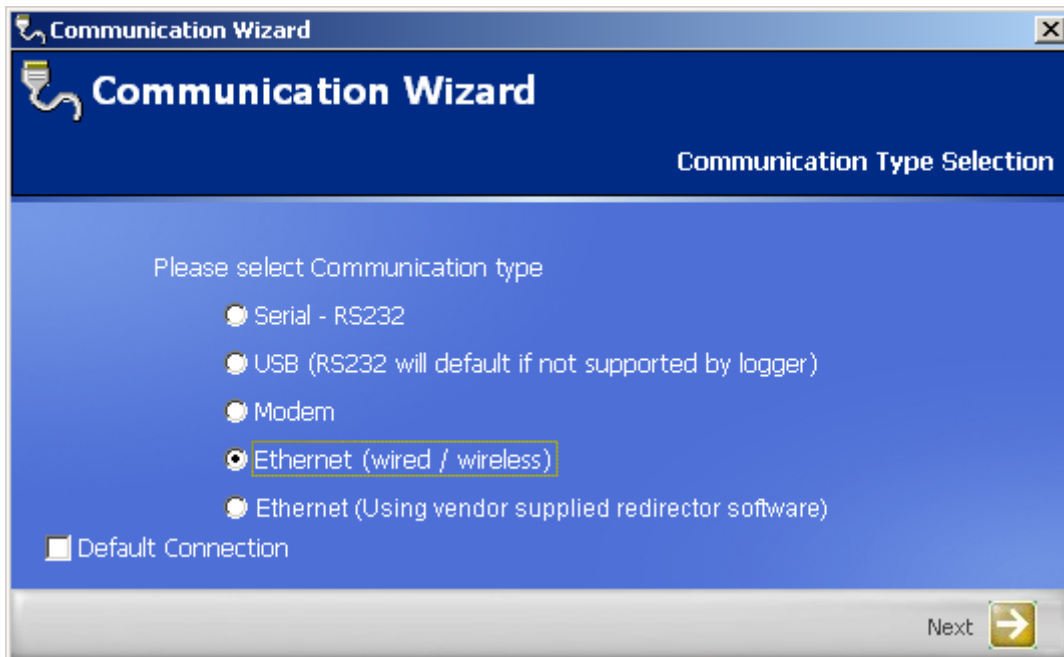 Communication Wizard
Communication Wizard
Communication Type Selection
Please select Communication type
Serial - RS232
USB (RS232 will default if not supported by logger)
Modem
Ethernet (wired / wireless)
Ethernet (Using vendor supplied redirector software)
Default Connection
Next